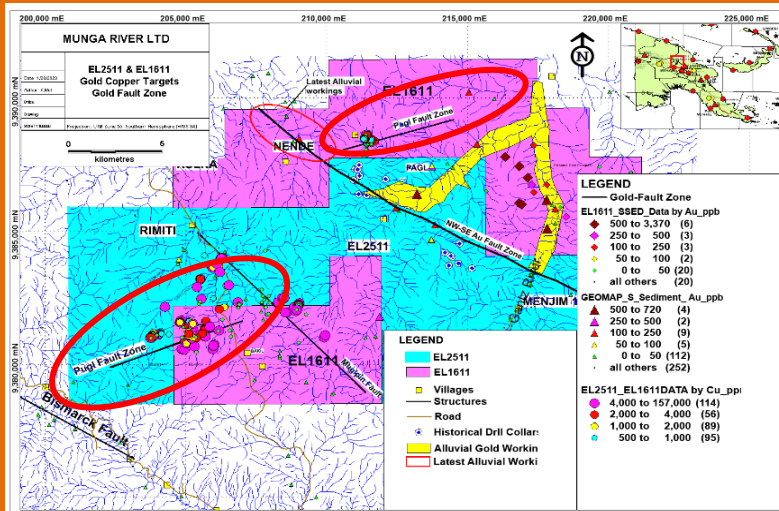 200,000 mE
205,000 mE
210,000 mE
215,000 mE
220,000 mE
225,000 mE
MUNGA RIVER LTD
EL2511 & EL1611
Gold Copper Targets
Gold Fault Zone
0
kilometres
N
9,390,000 mN
9,385,000 mN
9,380,000 mN
Latest Alluvial
workings
EL1611
Pagl Fault Zone
NENDE
PAGL
RIMITI
EL2511
NW-SE Au Fault Zone
MENJIM
EL1611
Pugl Fault Zone
Bismarck Fault
LEGEND
EL2511
EL1611
Villages
Structures
Road
Historical Drll Collars
Alluvial Gold Workin
Latest Alluvial Worki
LEGEND
Gold-Fault Zone
EL1611_SSED_Data by Au_ppb
500 to 3,370 (6)
250 to 500 (3)
100 to 250 (3)
50 to 100 (2)
0 to 50 (20)
all others (20)
GEOMAP_S_Sediment_Au_ppb
500 to 720 (4)
250 to 500 (2)
100 to 250 (9)
50 to 100 (5)
0 to 50 (112)
all others (252)
EL2511_EL1611DATA by Cu_pp
4,000 to 157,000 (114)
2,000 to 4,000 (56)
1,000 to 2,000 (89)
500 to 1,000 (95)